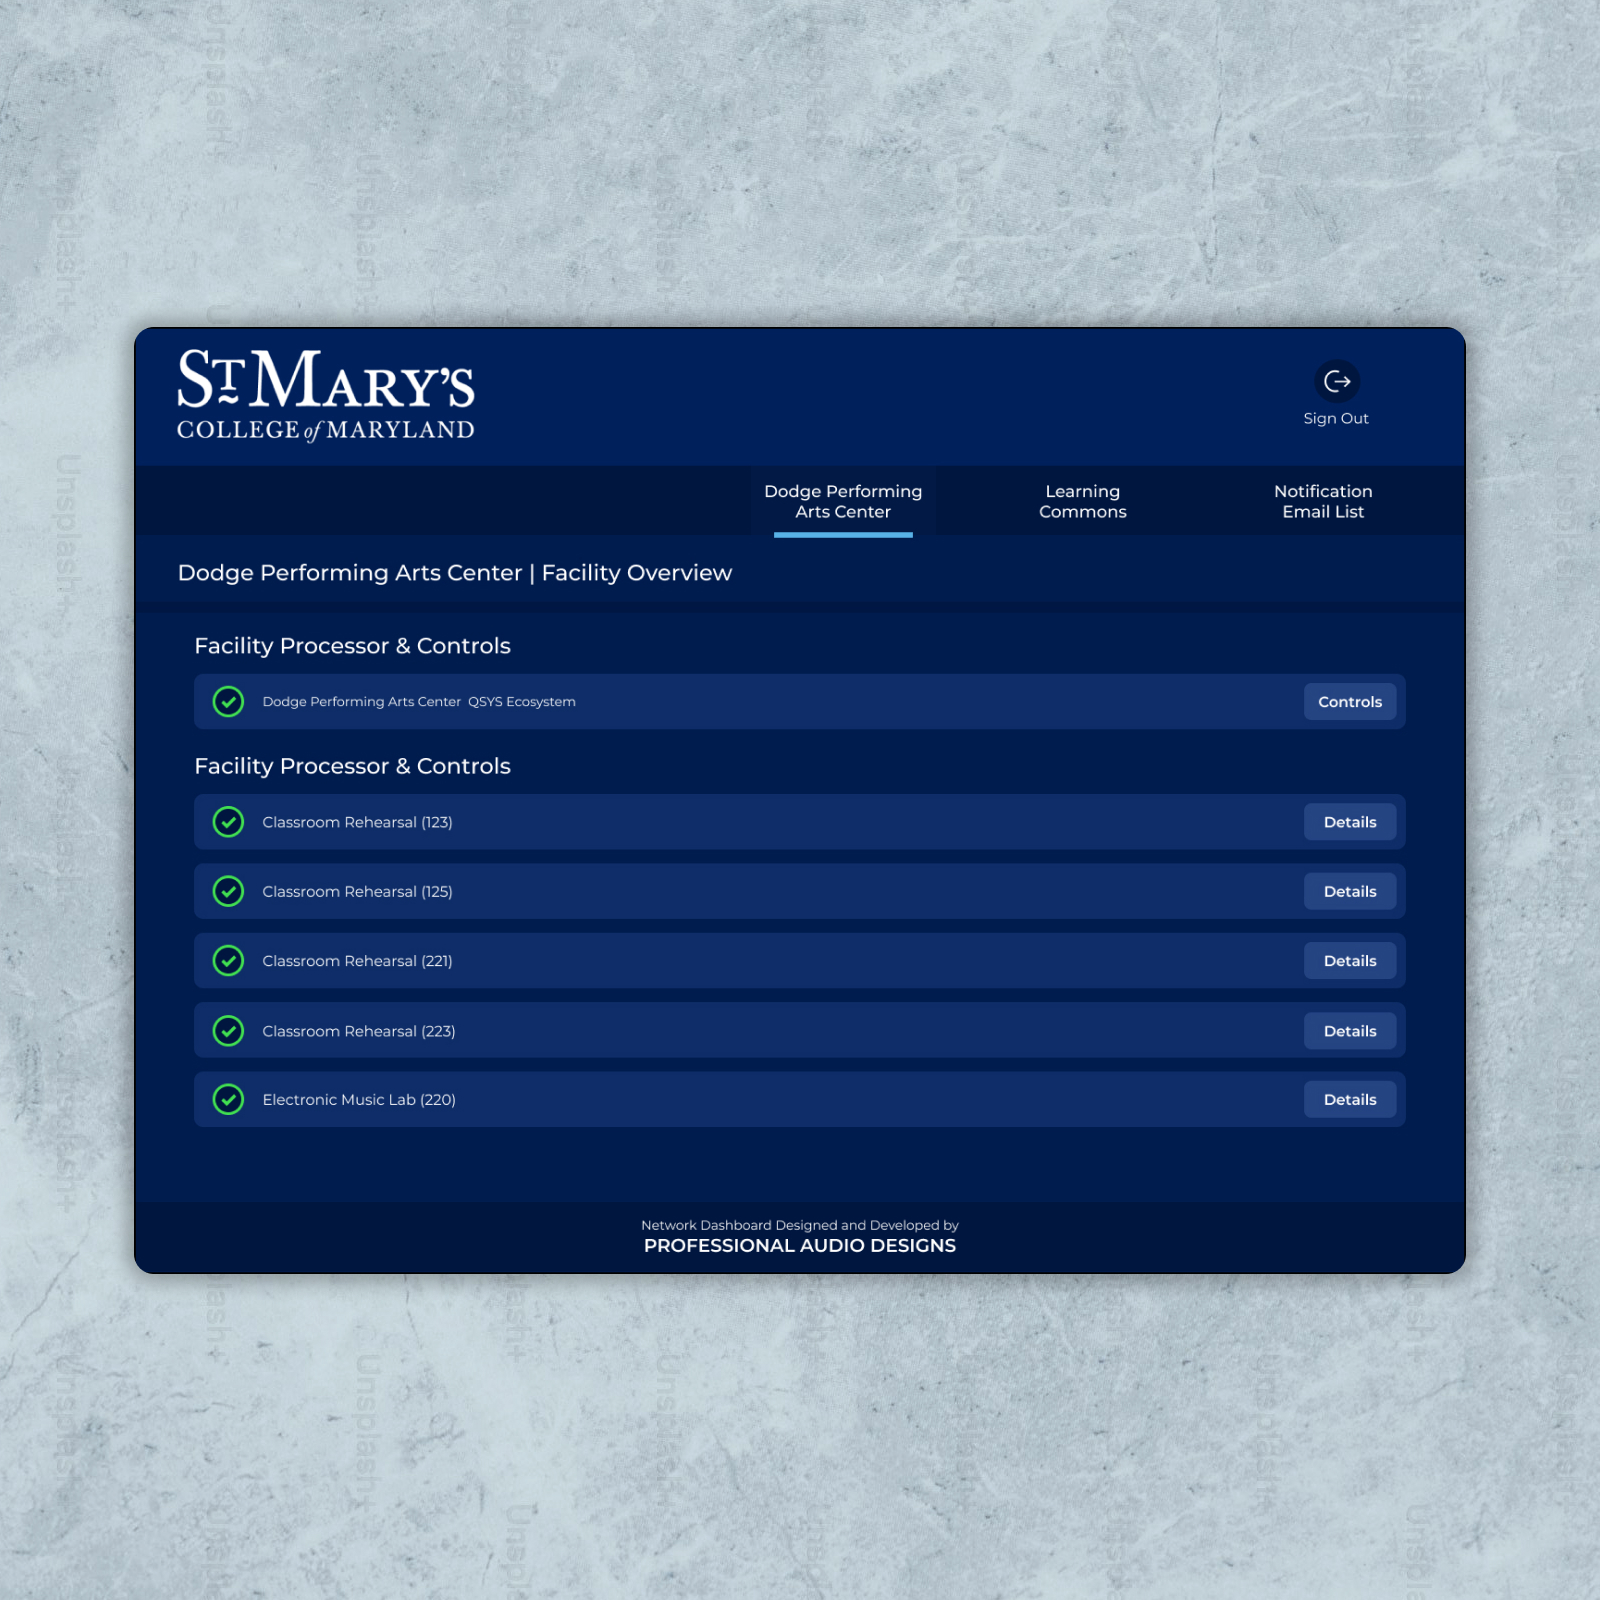 ST MARY'S
COLLEGE of MARYLAND
Sign Out
Dodge Performing
Arts Center
Learning
Commons
Notification
Email List
Dodge Performing Arts Center | Facility Overview
Facility Processor & Controls
Dodge Performing Arts Center QSYS Ecosystem
Controls
Facility Processor & Controls
Classroom Rehearsal (123)
Details
Classroom Rehearsal (125)
Details
Classroom Rehearsal (221)
Details
Classroom Rehearsal (223)
Details
Electronic Music Lab (220)
Details
Network Dashboard Designed and Developed by
PROFESSIONAL AUDIO DESIGNS
Unsplash+